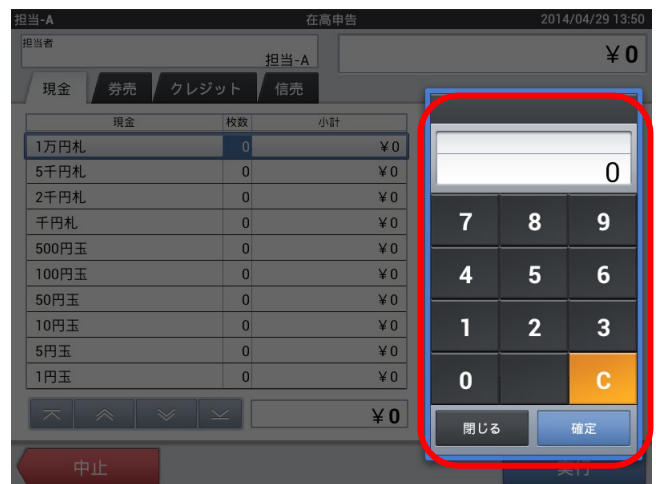 担当-A 在高申告 2014/04/29 13:50
担当者
担当-A
¥0
現金 券売 クレジット 信売
現金 枚数 小計
1万円札 0 ¥0
5千円札 0 ¥0
2千円札 0 ¥0
千円札 0 ¥0
500円玉 0 ¥0
100円玉 0 ¥0
50円玉 0 ¥0
10円玉 0 ¥0
5円玉 0 ¥0
1円玉 0 ¥0
¥0
中止
0
7 8 9
4 5 6
1 2 3
0 C
閉じる 確定
実行